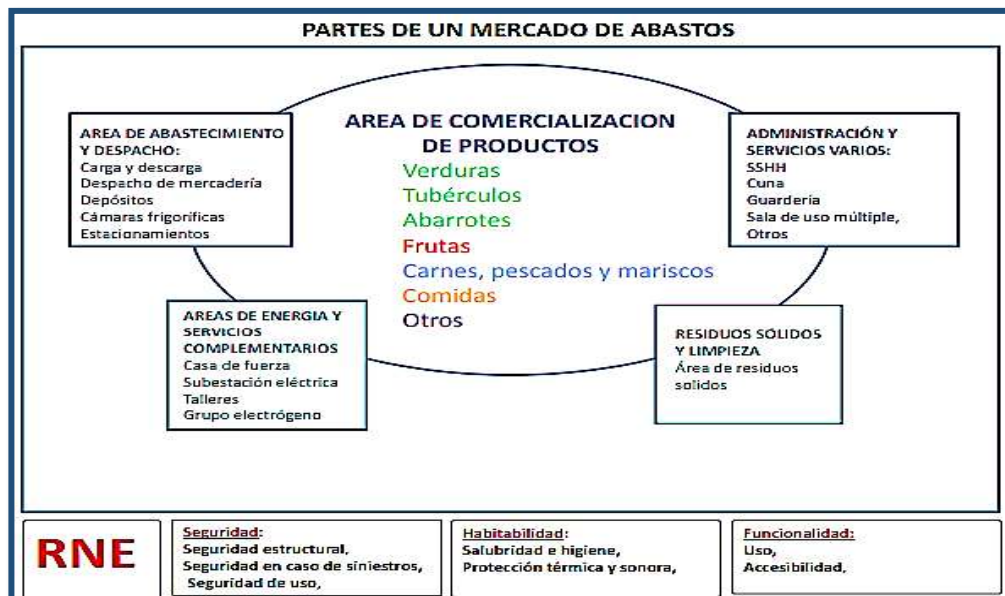 PARTES DE UN MERCADO DE ABASTOS
AREA DE ABASTECIMIENTO
Y DESPACHO:
Carga y descarga
Despacho de mercadería
Depósitos
Cámaras frigoríficas
Estacionamientos
AREA DE COMERCIALIZACION
DE PRODUCTOS
Verduras
Tubérculos
Abarrotes
Frutas
Carnes, pescados y mariscos
Comidas
Otros
ADMINISTRACIÓN Y
SERVICIOS VARIOS:
SSHH
Cuna
Guardería
Sala de uso múltiple,
Otros
AREAS DE ENERGIA Y
SERVICIOS
COMPLEMENTARIOS
Casa de fuerza
Subestación eléctrica
Talleres
Grupo electrógeno
RESIDUOS SÓLIDOS
Y LIMPIEZA
Área de residuos
solidos
RNE
Seguridad:
Seguridad estructural,
Seguridad en caso de siniestros,
Seguridad de uso,
Habitabilidad:
Salubridad e higiene,
Protección térmica y sonora,
Funcionalidad:
Uso,
Accesibilidad,